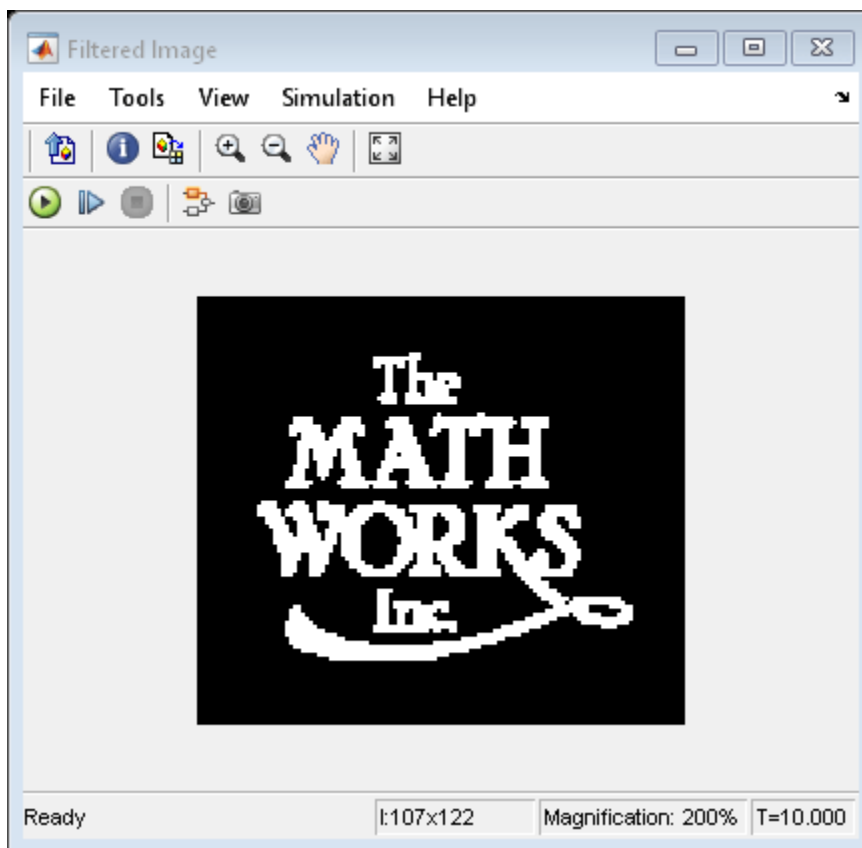 Filtered Image
File Tools View Simulation Help
The
MATH
WORKS
Inc.
Ready I:107x122 Magnification: 200% T=10.000